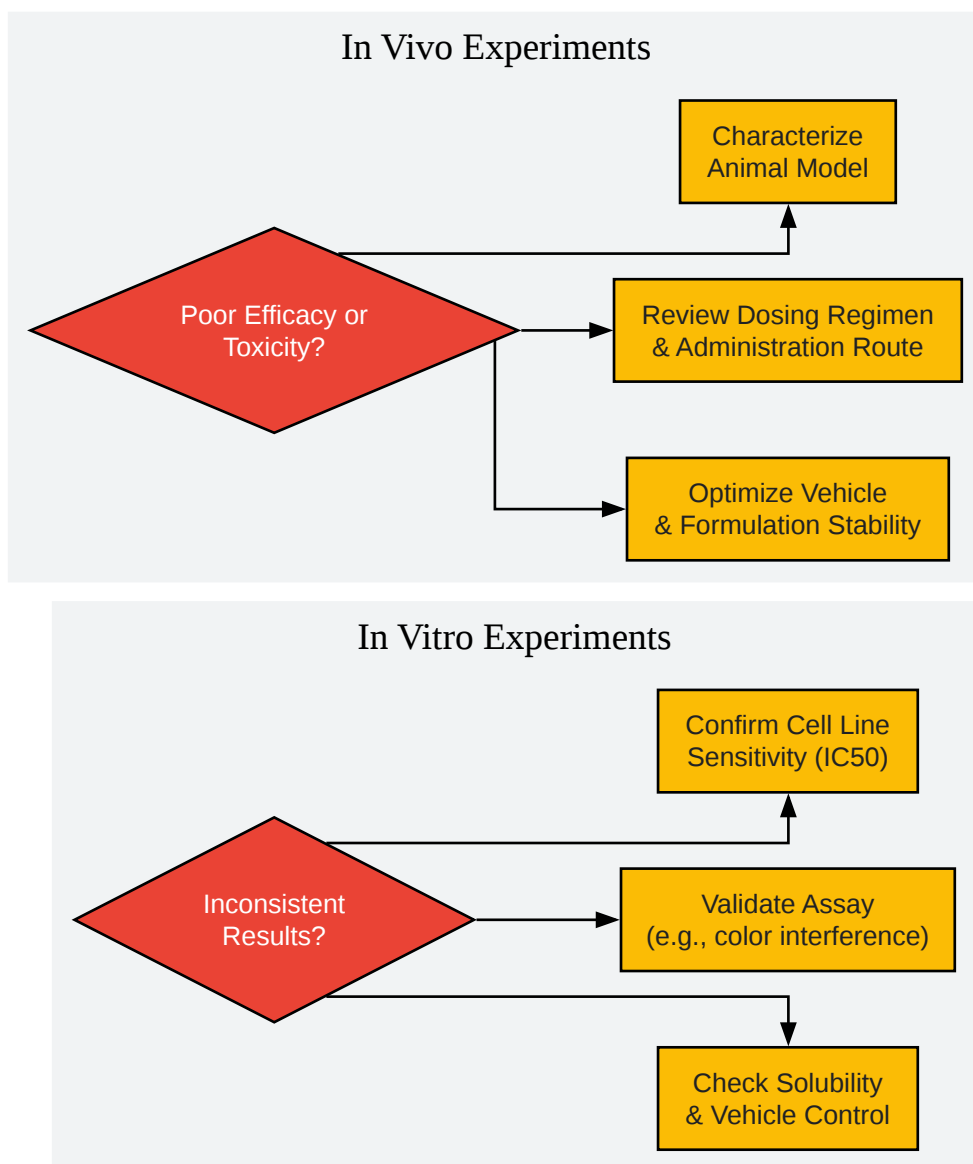 In Vivo Experiments
Characterize
Animal Model
Poor Efficacy or
Toxicity?
Review Dosing Regimen
& Administration Route
Optimize Vehicle
& Formulation Stability
In Vitro Experiments
Confirm Cell Line
Sensitivity (IC50)
Inconsistent
Results?
Validate Assay
(e.g., color interference)
Check Solubility
& Vehicle Control